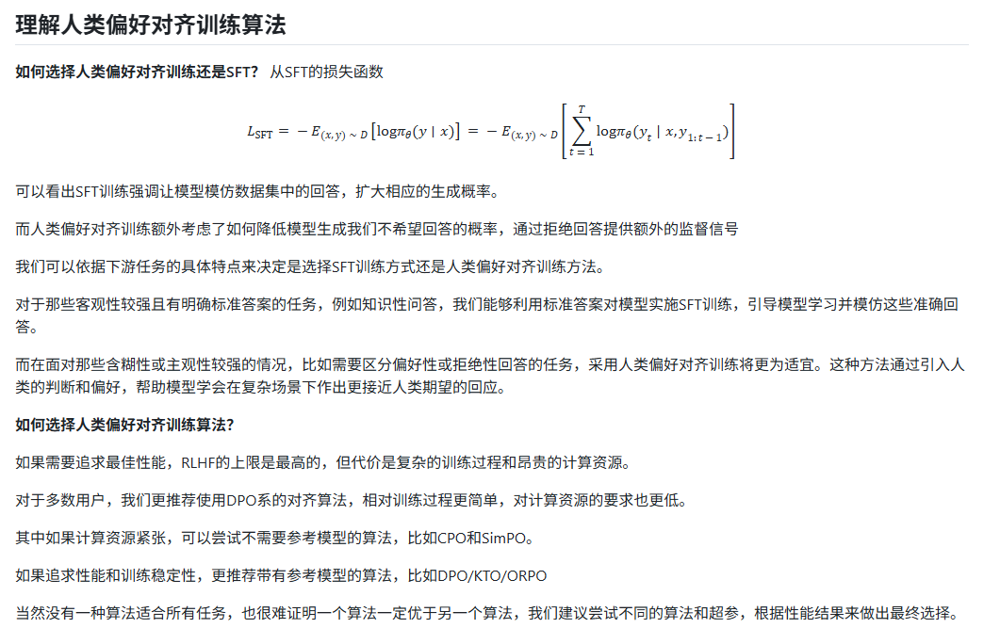 理解人类偏好对齐训练算法
如何选择人类偏好对齐训练还是SFT? 从SFT的损失函数
L_SFT = − E_(x,y)∼D [logπ_θ(y ∣ x)] = − E_(x,y)∼D [∑_{t=1}^{T} logπ_θ(y_t ∣ x, y_{1:t−1})]
可以看出SFT训练强调让模型模仿数据集中的回答，扩大相应的生成概率。
而人类偏好对齐训练额外考虑了如何降低模型生成我们不希望回答的概率，通过拒绝回答提供额外的监督信号
我们可以依据下游任务的具体特点来决定是选择SFT训练方式还是人类偏好对齐训练方法。
对于那些客观性较强且有明确标准答案的任务，例如知识性问答，我们能够利用标准答案对模型实施SFT训练，引导模型学习并模仿这些准确回
答。
而在面对那些含糊性或主观性较强的情况，比如需要区分偏好性或拒绝性回答的任务，采用人类偏好对齐训练将更为适宜。这种方法通过引入人
类的判断和偏好，帮助模型学会在复杂场景下作出更接近人类期望的回应。
如何选择人类偏好对齐训练算法?
如果需要追求最佳性能，RLHF的上限是最高的，但代价是复杂的训练过程和昂贵的计算资源。
对于多数用户，我们更推荐使用DPO系的对齐算法，相对训练过程更简单，对计算资源的要求也更低。
其中如果计算资源紧张，可以尝试不需要参考模型的算法，比如CPO和SimPO。
如果追求性能和训练稳定性，更推荐带有参考模型的算法，比如DPO/KTO/ORPO
当然没有一种算法适合所有任务，也很难证明一个算法一定优于另一个算法，我们建议尝试不同的算法和超参，根据性能结果来做出最终选择。